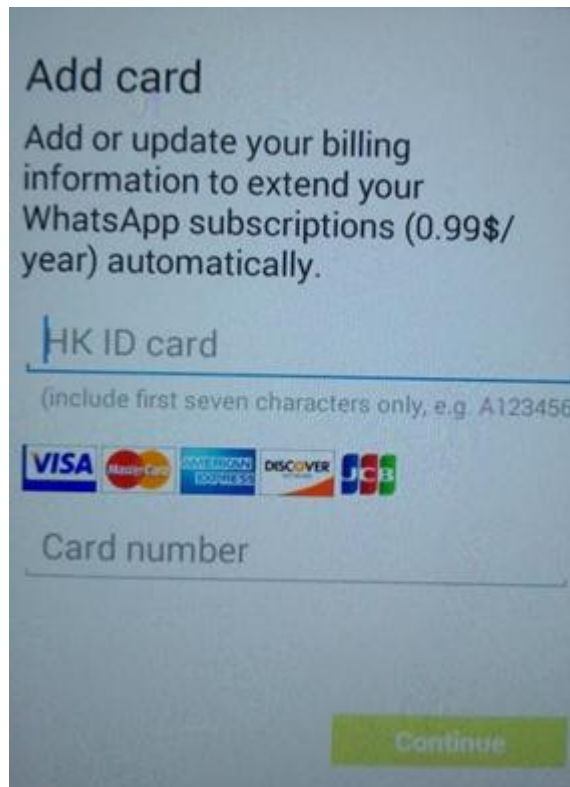 Add card
Add or update your billing
information to extend your
WhatsApp subscriptions (0.99$/
year) automatically.
HK ID card
(include first seven characters only, e.g. A123456
VISA MasterCard AMERICAN EXPRESS DISCOVER JCB
Card number
Continue